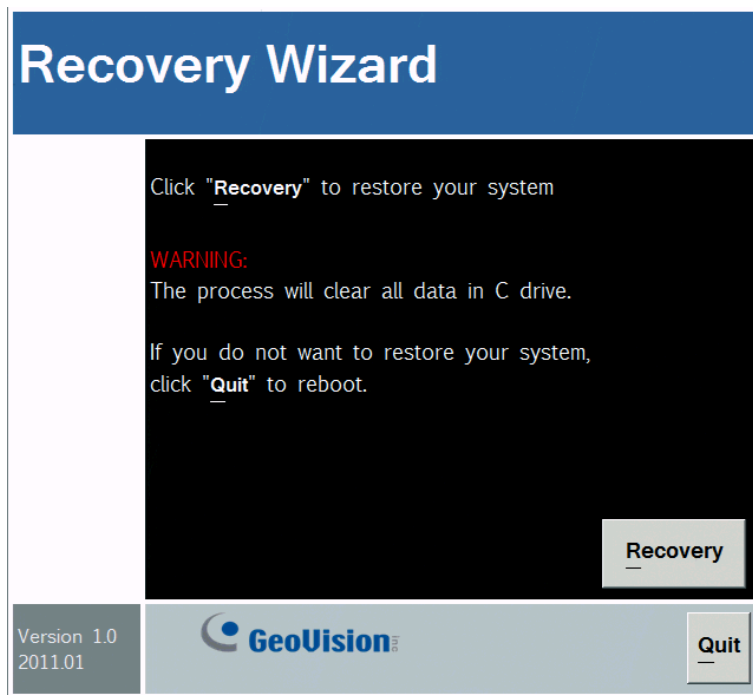 Recovery Wizard
Click "Recovery" to restore your system
WARNING:
The process will clear all data in C drive.
If you do not want to restore your system,
click "Quit" to reboot.
Recovery
Version 1.0
2011.01
GeoVision inc
Quit